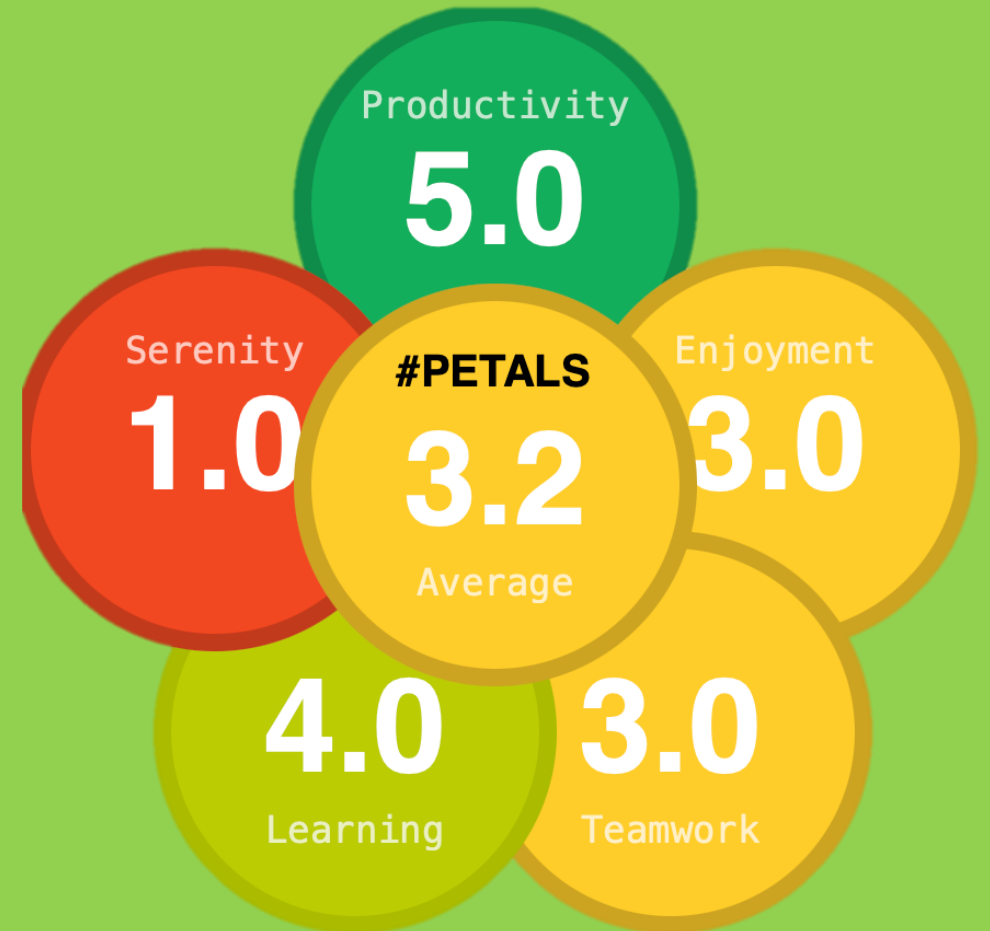 Productivity
5.0
Serenity
1.0
#PETALS
3.2
Average
Enjoyment
3.0
4.0
Learning
3.0
Teamwork